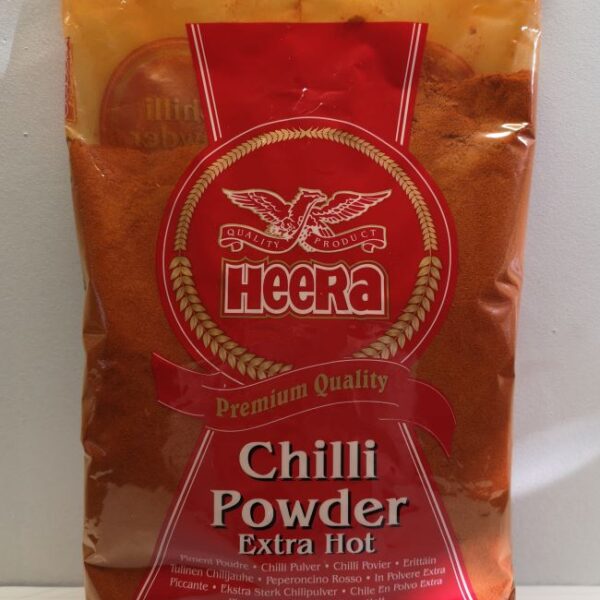 QUALITY PRODUCT
HEERA
Premium Quality
Chilli
Powder
Extra Hot
Piment Poudre • Chilli Pulver • Chilli Povier • Erittäin
Tulinen Chilijauhe • Peperoncino Rosso • In Polvere Extra
Piccante • Ekstra Sterk Chilipulver • Chile En Polvo Extra